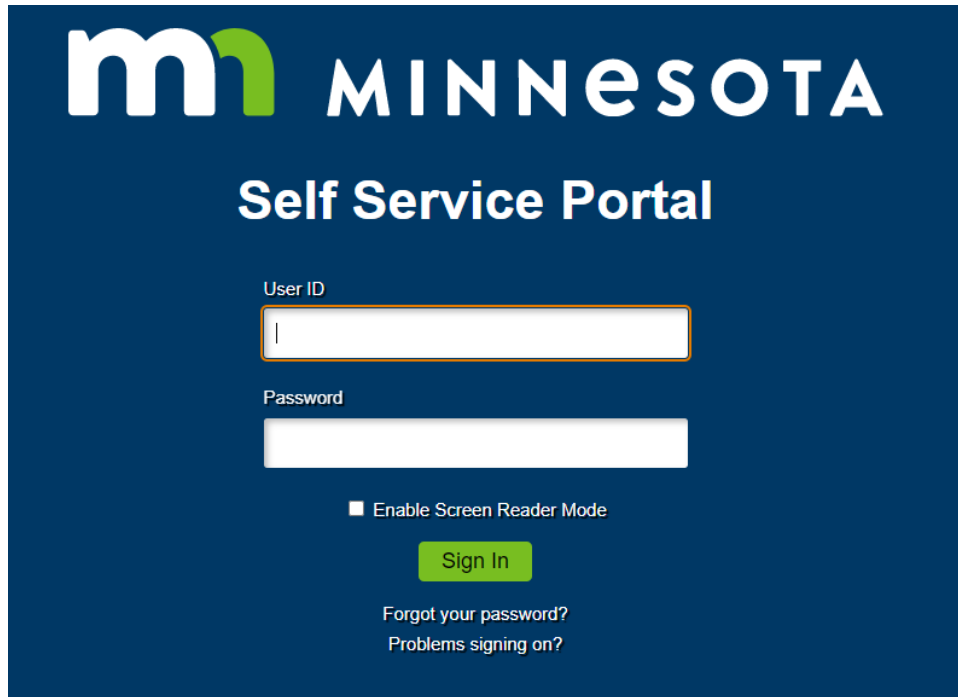 mn MINNESOTA
Self Service Portal
User ID
Password
Enable Screen Reader Mode
Sign In
Forgot your password?
Problems signing on?